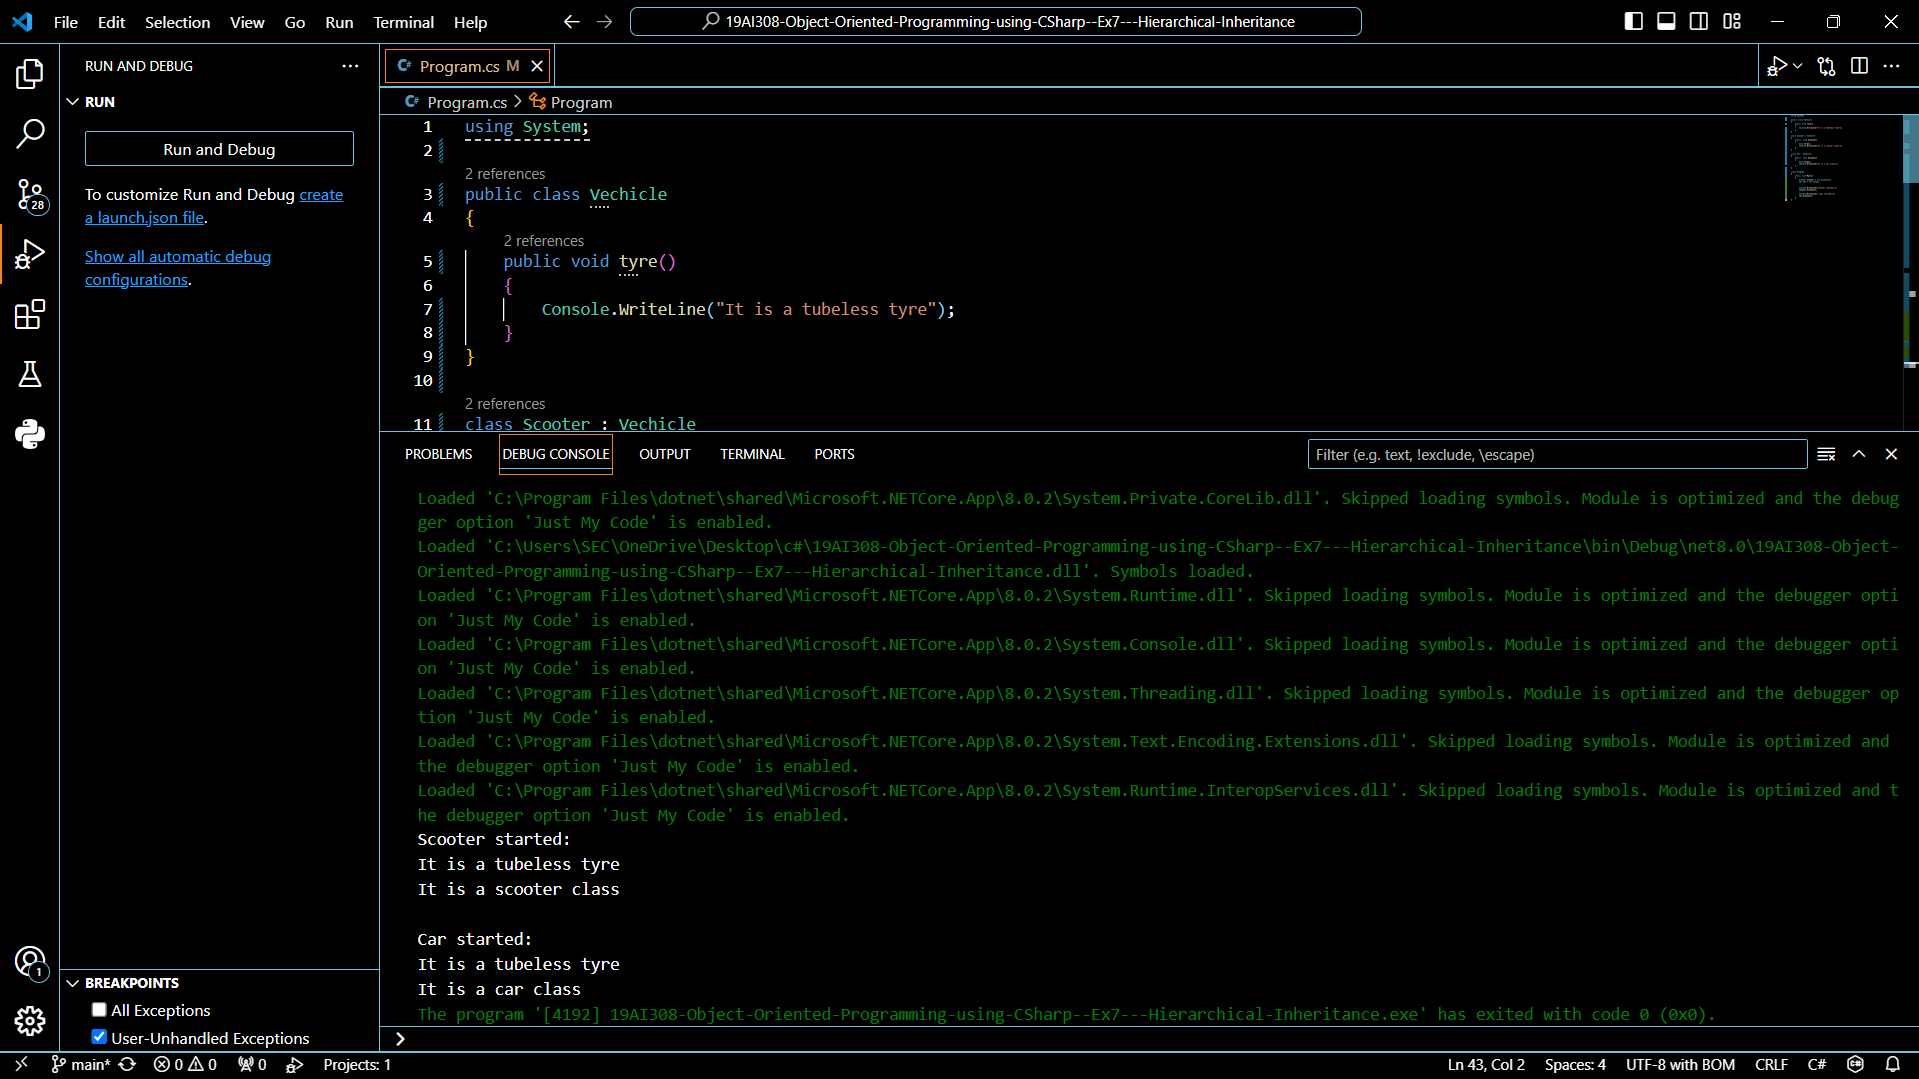 File Edit Selection View Go Run Terminal Help
19AI308-Object-Oriented-Programming-using-CSharp--Ex7---Hierarchical-Inheritance
RUN AND DEBUG
RUN
Run and Debug
To customize Run and Debug create
a launch.json file.
Show all automatic debug
configurations.
28
1
BREAKPOINTS
All Exceptions
User-Unhandled Exceptions
C# Program.cs M
C# Program.cs > Program
1 using System;
2
2 references
3 public class Vechicle
4 {
2 references
5 public void tyre()
6 {
7 Console.WriteLine("It is a tubeless tyre");
8 }
9 }
10
2 references
11 class Scooter : Vechicle
PROBLEMS DEBUG CONSOLE OUTPUT TERMINAL PORTS
Filter (e.g. text, !exclude, \escape)
Loaded 'C:\Program Files\dotnet\shared\Microsoft.NETCore.App\8.0.2\System.Private.CoreLib.dll'. Skipped loading symbols. Module is optimized and the debug
ger option 'Just My Code' is enabled.
Loaded 'C:\Users\SEC\OneDrive\Desktop\c#\19AI308-Object-Oriented-Programming-using-CSharp--Ex7---Hierarchical-Inheritance\bin\Debug\net8.0\19AI308-Object-
Oriented-Programming-using-CSharp--Ex7---Hierarchical-Inheritance.dll'. Symbols loaded.
Loaded 'C:\Program Files\dotnet\shared\Microsoft.NETCore.App\8.0.2\System.Runtime.dll'. Skipped loading symbols. Module is optimized and the debugger opti
on 'Just My Code' is enabled.
Loaded 'C:\Program Files\dotnet\shared\Microsoft.NETCore.App\8.0.2\System.Console.dll'. Skipped loading symbols. Module is optimized and the debugger opti
on 'Just My Code' is enabled.
Loaded 'C:\Program Files\dotnet\shared\Microsoft.NETCore.App\8.0.2\System.Threading.dll'. Skipped loading symbols. Module is optimized and the debugger op
tion 'Just My Code' is enabled.
Loaded 'C:\Program Files\dotnet\shared\Microsoft.NETCore.App\8.0.2\System.Text.Encoding.Extensions.dll'. Skipped loading symbols. Module is optimized and
the debugger option 'Just My Code' is enabled.
Loaded 'C:\Program Files\dotnet\shared\Microsoft.NETCore.App\8.0.2\System.Runtime.InteropServices.dll'. Skipped loading symbols. Module is optimized and t
he debugger option 'Just My Code' is enabled.
Scooter started:
It is a tubeless tyre
It is a scooter class
Car started:
It is a tubeless tyre
It is a car class
The program '[4192] 19AI308-Object-Oriented-Programming-using-CSharp--Ex7---Hierarchical-Inheritance.exe' has exited with code 0 (0x0).
main* 0 0 0 Projects: 1 Ln 43, Col 2 Spaces: 4 UTF-8 with BOM CRLF C#